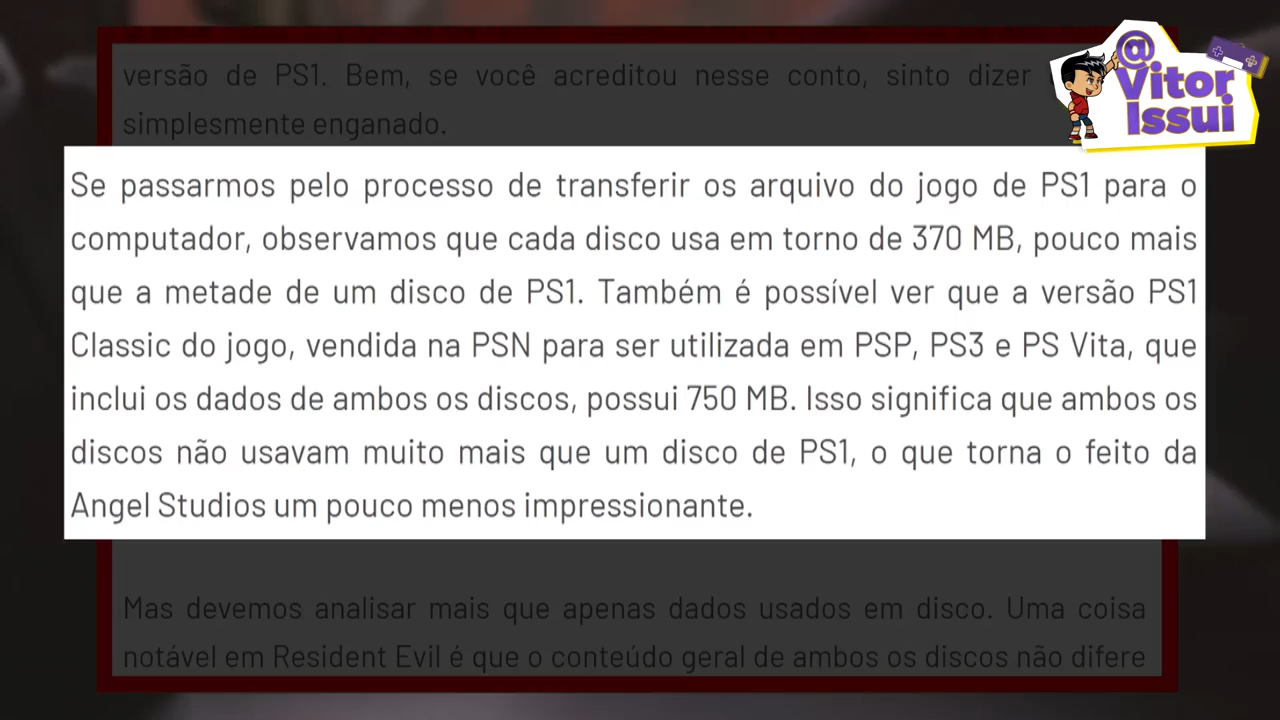 versão de PS1. Bem, se você acreditou nesse conto, sinto dizer
simplesmente enganado.
@
Vitor
Issui
Se passarmos pelo processo de transferir os arquivo do jogo de PS1 para o
computador, observamos que cada disco usa em torno de 370 MB, pouco mais
que a metade de um disco de PS1. Também é possível ver que a versão PS1
Classic do jogo, vendida na PSN para ser utilizada em PSP, PS3 e PS Vita, que
inclui os dados de ambos os discos, possui 750 MB. Isso significa que ambos os
discos não usavam muito mais que um disco de PS1, o que torna o feito da
Angel Studios um pouco menos impressionante.
Mas devemos analisar mais que apenas dados usados em disco. Uma coisa
notável em Resident Evil é que o conteúdo geral de ambos os discos não difere